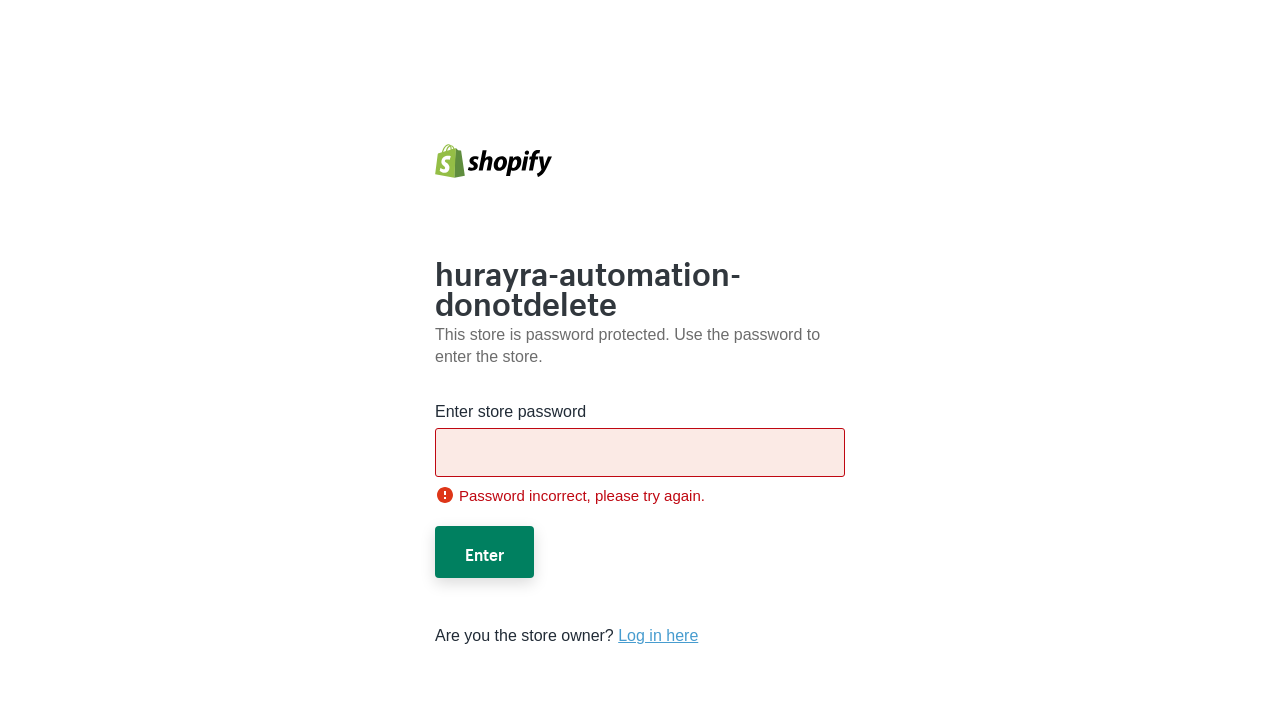 shopify
hurayra-automation-
donotdelete
This store is password protected. Use the password to
enter the store.
Enter store password
Password incorrect, please try again.
Enter
Are you the store owner? Log in here